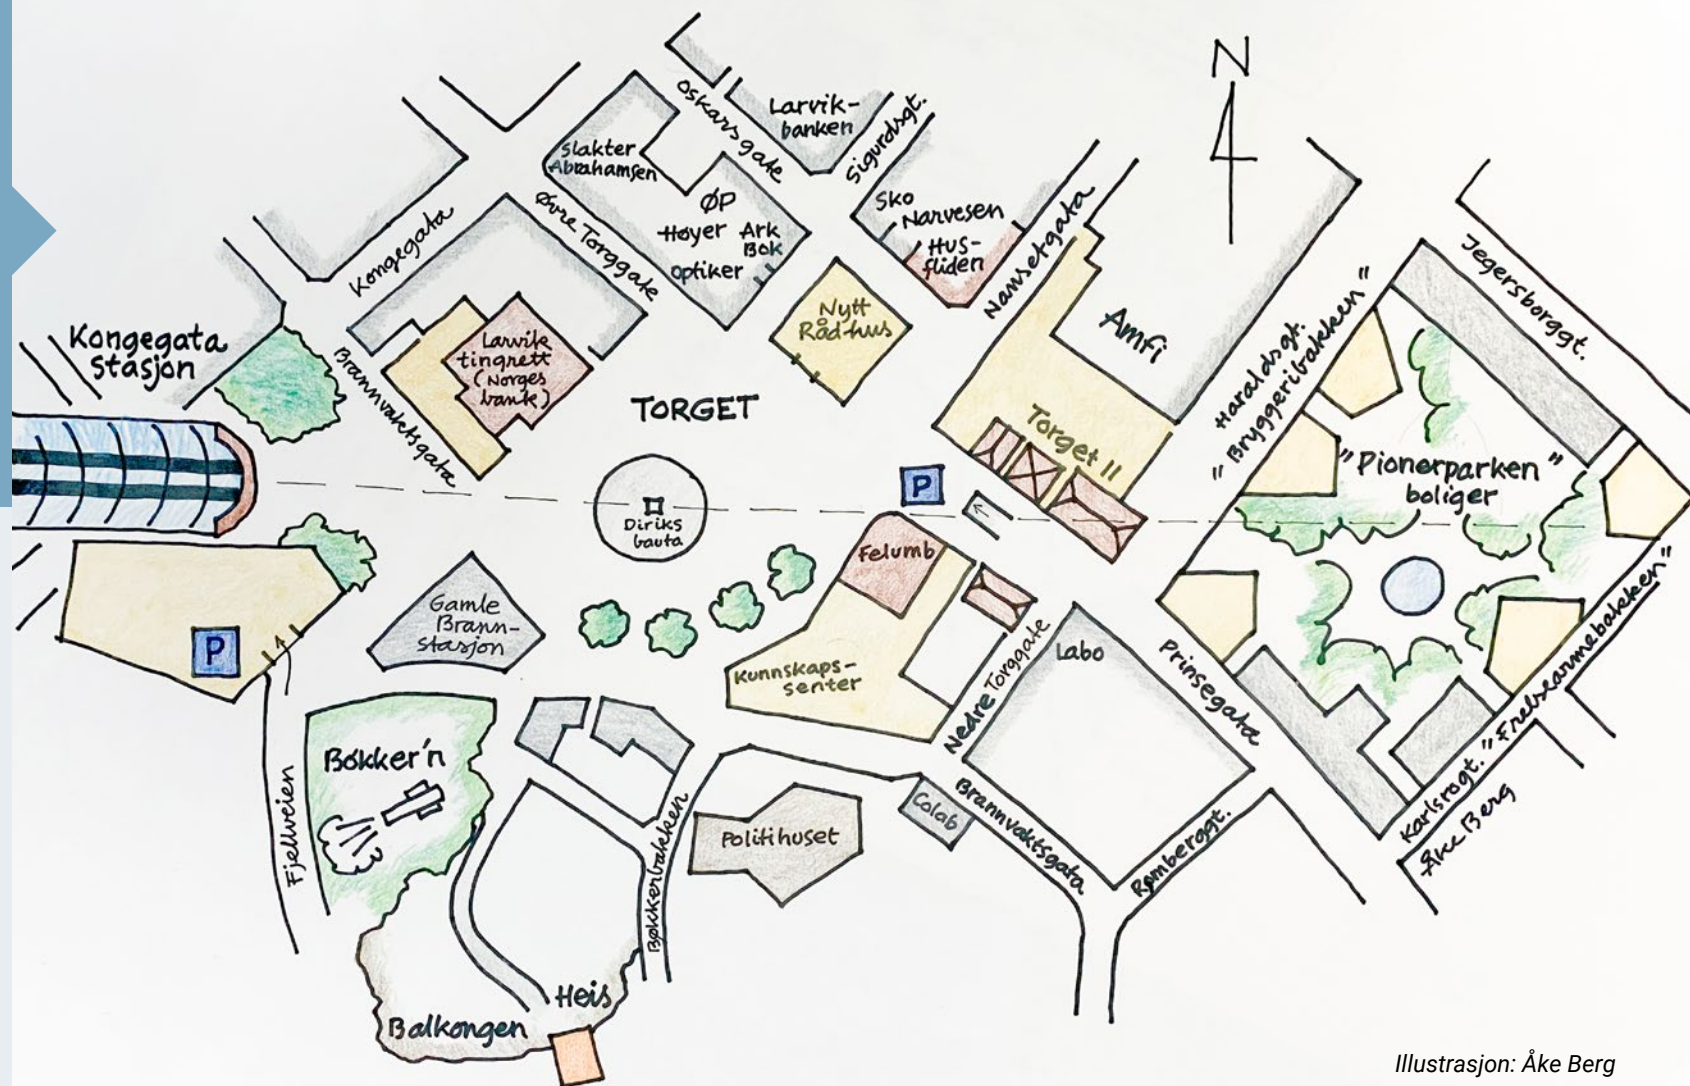 N
Oskarsgate
Larvik-
banken
Sigurdsgt.
Slakter
Abrahamsen
ØP
Høyer
Ark
Bok
optiker
Sko
Narvesen
Hus-
fliden
Namsetgata
Øvre Torggate
Kongegata
Jegersborggt.
Kongegata
stasjon
Brannvaktsgata
Larvik
tingrett
(Norges
bank)
Nytt
Rådhus
Amfi
Haraldsgt.
"Bryggeribakken"
TORGET
Torget 11
"Pionerparken"
boliger
P
Diriks
bauta
Felumb
Gamle
Brann-
stasjon
P
Kunnskaps-
senter
Nedre Torggate
Labo
Prinsegata
Karlsrogt. "Frelsearmebakken"
Bøkker'n
Fjellveien
Bøkkerbakken
Politihuset
Colab
Brannvaktsgata
Rømberggt.
Åke Berg
Heis
Balkongen
Illustrasjon: Åke Berg